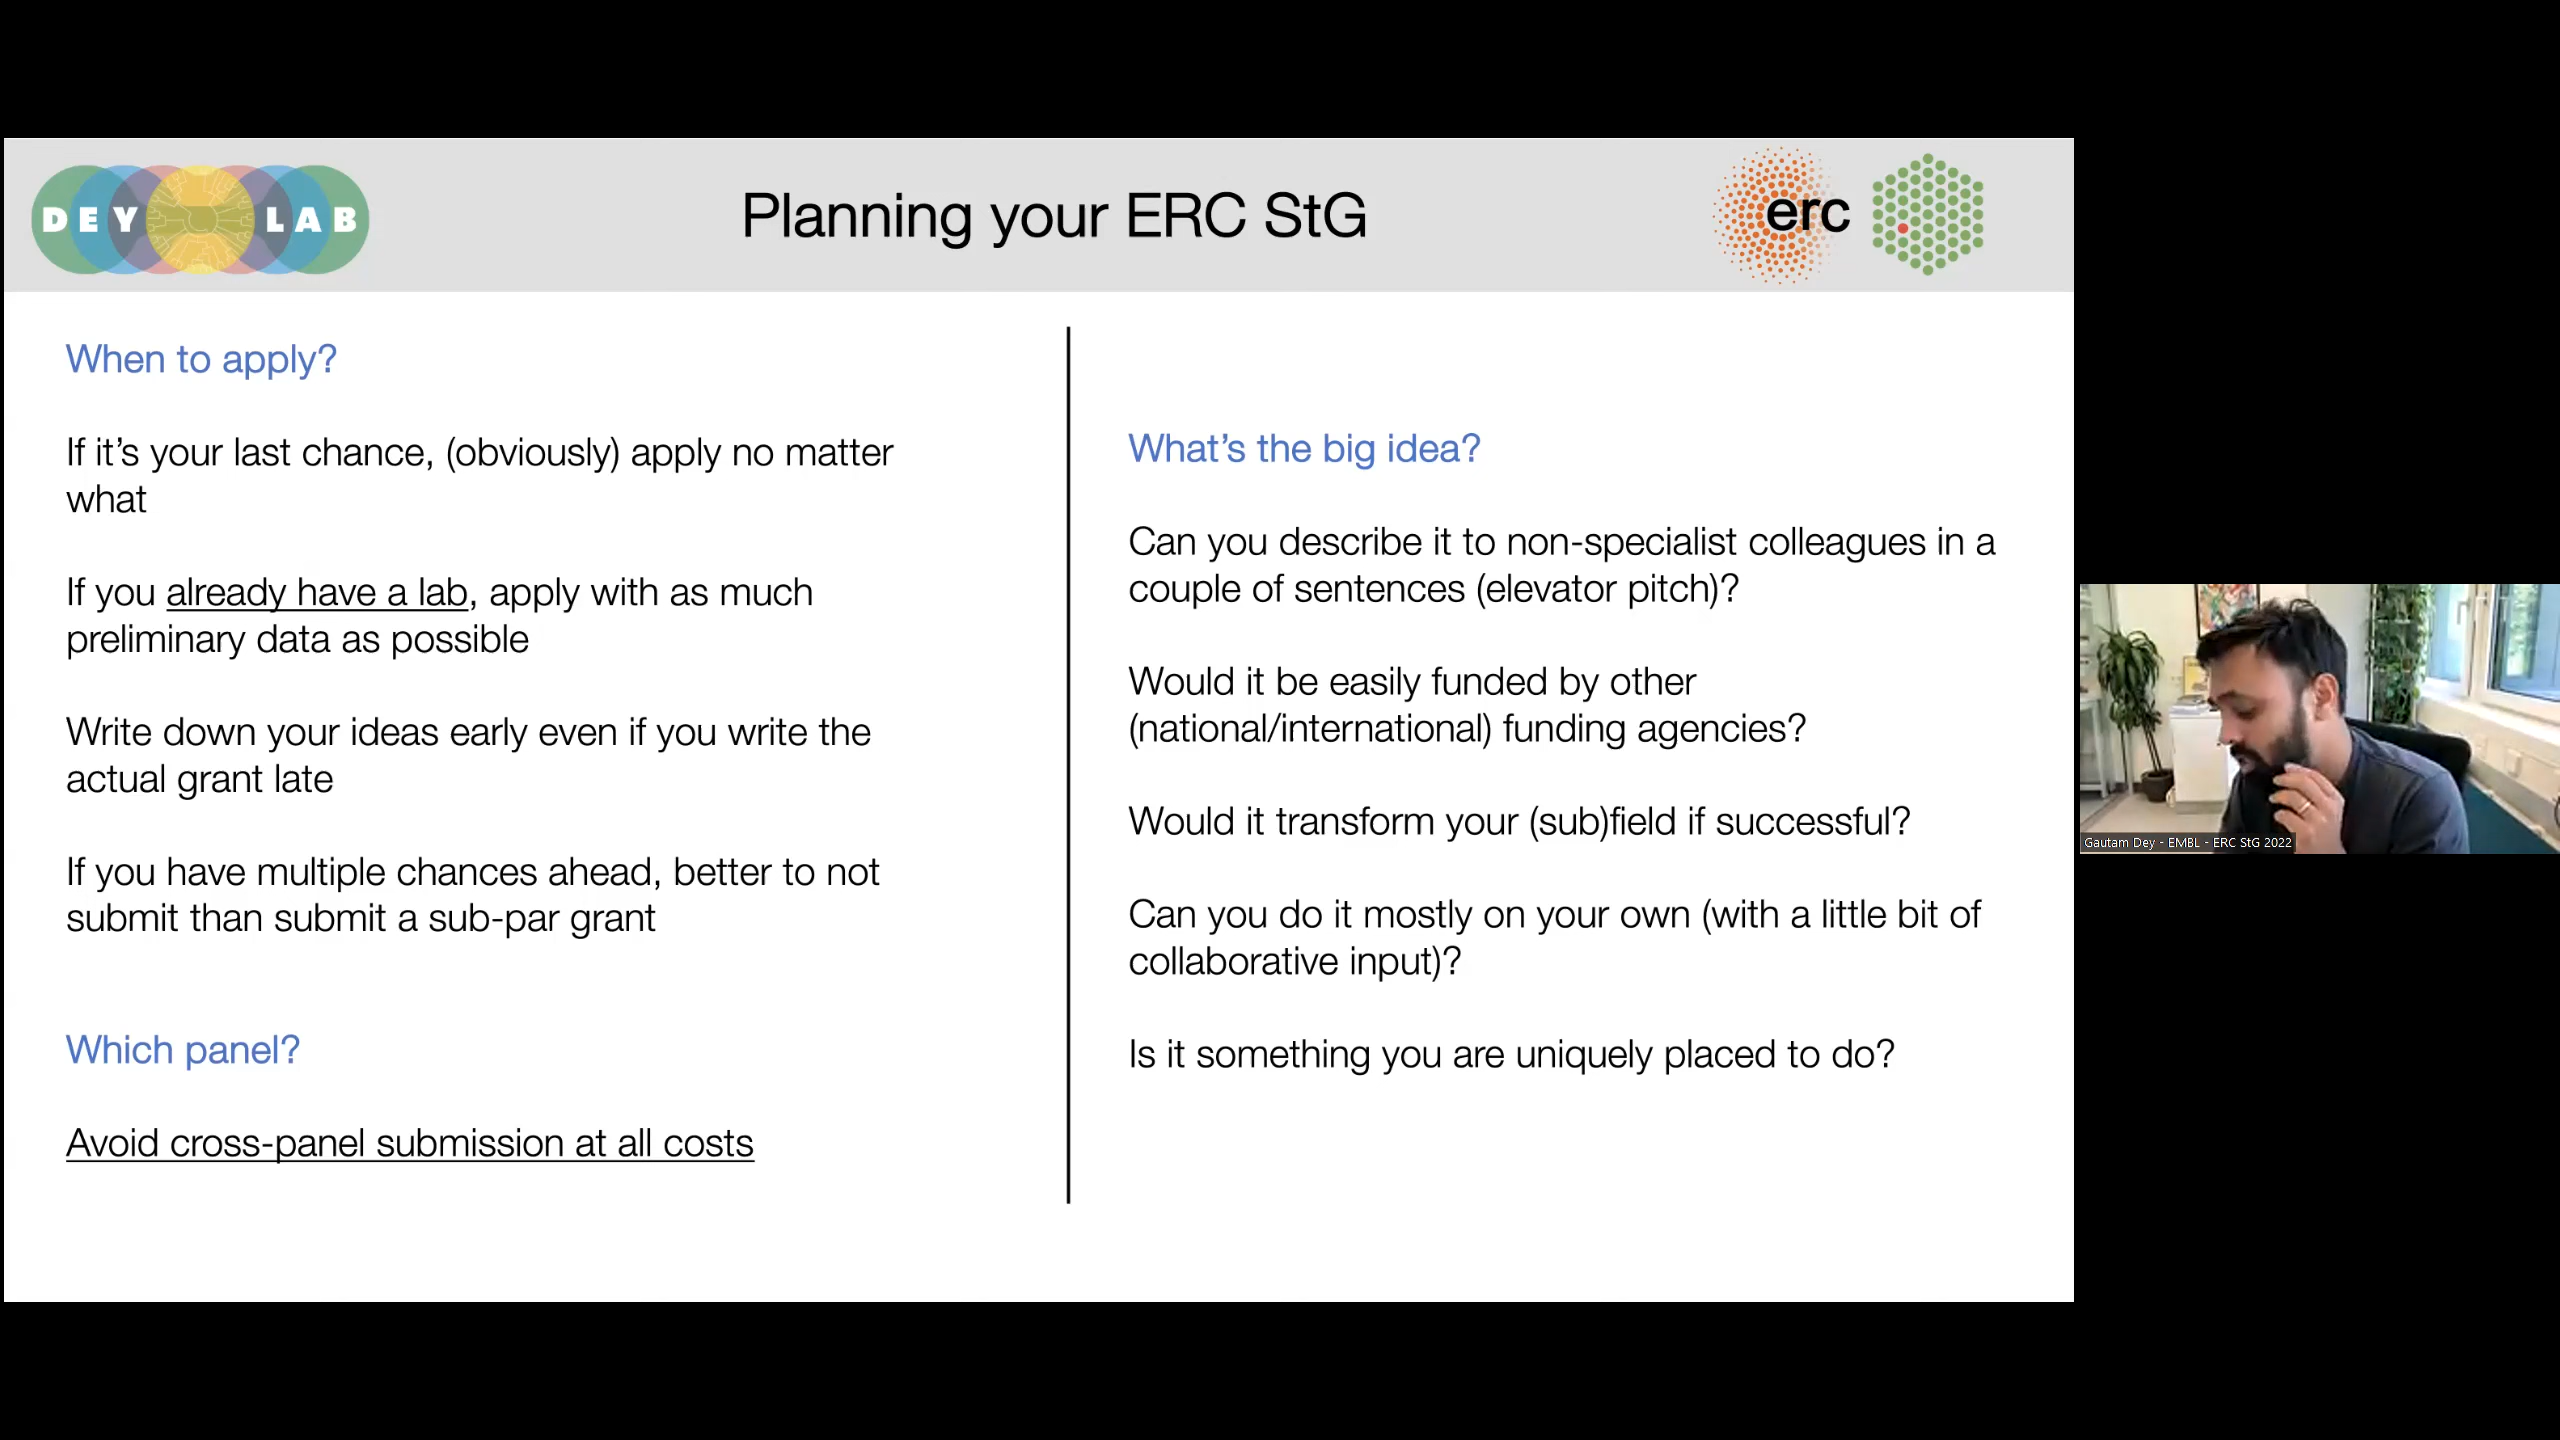 DEY LAB
Planning your ERC StG
erc
When to apply?
If it’s your last chance, (obviously) apply no matter
what
If you already have a lab, apply with as much
preliminary data as possible
Write down your ideas early even if you write the
actual grant late
If you have multiple chances ahead, better to not
submit than submit a sub-par grant
Which panel?
Avoid cross-panel submission at all costs
What’s the big idea?
Can you describe it to non-specialist colleagues in a
couple of sentences (elevator pitch)?
Would it be easily funded by other
(national/international) funding agencies?
Would it transform your (sub)field if successful?
Can you do it mostly on your own (with a little bit of
collaborative input)?
Is it something you are uniquely placed to do?
Gautam Dey - EMBL - ERC StG 2022